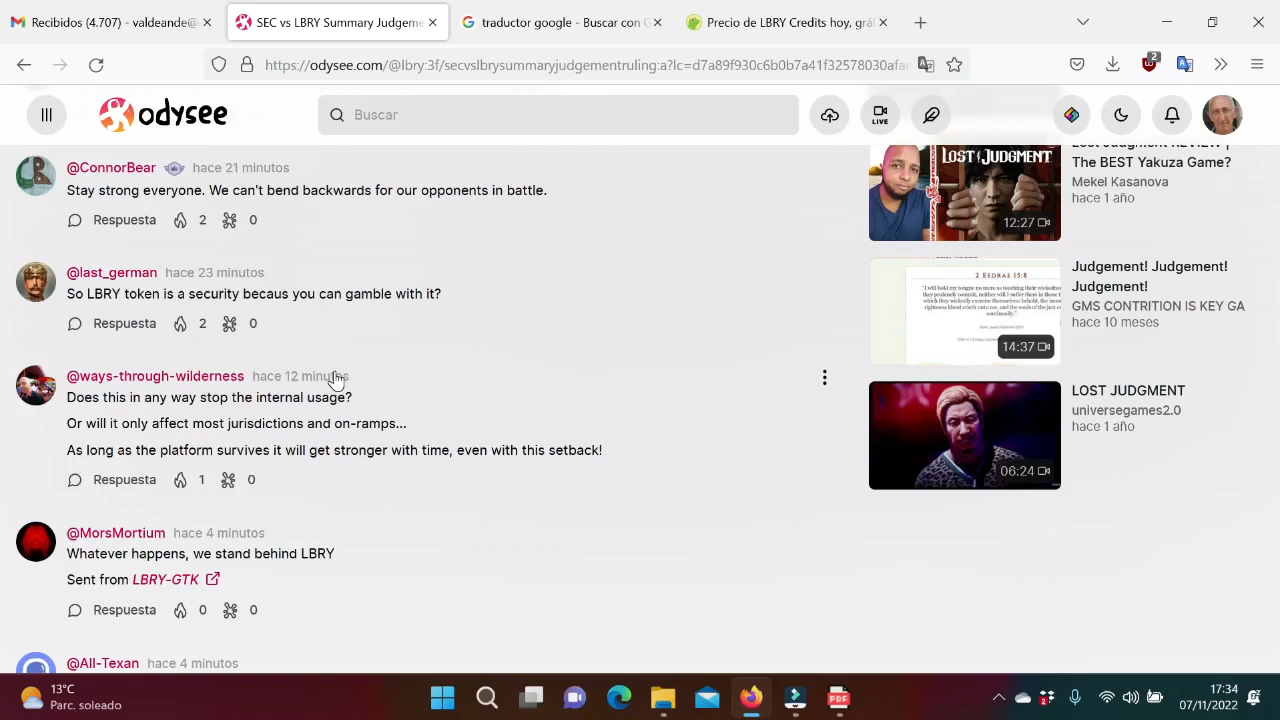 Recibidos (4.707) - valdeande@
SEC vs LBRY Summary Judgeme
traductor google - Buscar con G
Precio de LBRY Credits hoy, grá
https://odysee.com/@lbry:3f/secvslbrysummaryjudgementruling:a?lc=d7a89f930c6b0b7a41f32578030afae
2
odysee
Buscar
LIVE
@ConnorBear hace 21 minutos
Stay strong everyone. We can't bend backwards for our opponents in battle.
Respuesta 2 0
@last_german hace 23 minutos
So LBRY token is a security becaus you can gamble with it?
Respuesta 2 0
@ways-through-wilderness hace 12 minutos
Does this in any way stop the internal usage?
Or will it only affect most jurisdictions and on-ramps...
As long as the platform survives it will get stronger with time, even with this setback!
Respuesta 1 0
@MorsMortium hace 4 minutos
Whatever happens, we stand behind LBRY
Sent from LBRY-GTK
Respuesta 0 0
@All-Texan hace 4 minutos
LOST JUDGMENT
12:27
Lost Judgment REVIEW |
The BEST Yakuza Game?
Mekel Kasanova
hace 1 año
2 ESDRAS 15:8
14:37
Judgement! Judgement!
Judgement!
GMS CONTRITION IS KEY GA
hace 10 meses
06:24
LOST JUDGMENT
universegames2.0
hace 1 año
13°C
Parc. soleado
PDF
17:34
07/11/2022